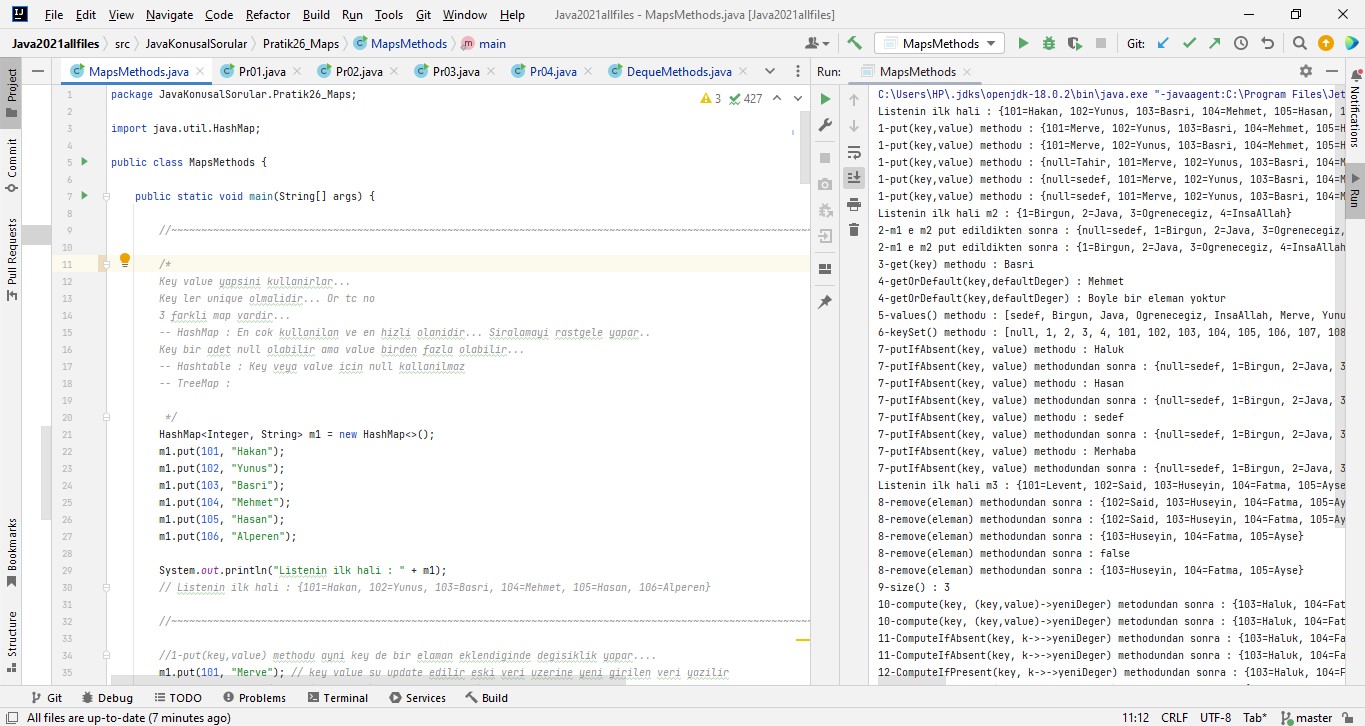 File Edit View Navigate Code Refactor Build Run Tools Git Window Help Java2021allfiles - MapsMethods.java [Java2021allfiles]
Java2021allfiles src JavaKonusalSorular Pratik26_Maps MapsMethods main
MapsMethods
Git:
Project
Commit
Pull Requests
Bookmarks
Structure
MapsMethods.java Pr01.java Pr02.java Pr03.java Pr04.java DequeMethods.java
3 427
1 package JavaKonusalSorular.Pratik26_Maps;
2
3 import java.util.HashMap;
4
5 public class MapsMethods {
6
7 public static void main(String[] args) {
8
9 //~~~~~~~~~~~~~~~~~~~~~~~~~~~~~~~~~~~~~~~~~~~~~~~~~~
10
11 /*
12 Key value yapsini kullanirlar...
13 Key ler unique olmalidir... Or tc no
14 3 farkli map vardir...
15 -- HashMap : En cok kullanilan ve en hizli olanidir... Siralamayi rastgele yapar..
16 Key bir adet null olabilir ama value birden fazla olabilir...
17 -- Hashtable : Key veya value icin null kallanilmaz
18 -- TreeMap :
19
20 */
21 HashMap<Integer, String> m1 = new HashMap<>();
22 m1.put(101, "Hakan");
23 m1.put(102, "Yunus");
24 m1.put(103, "Basri");
25 m1.put(104, "Mehmet");
26 m1.put(105, "Hasan");
27 m1.put(106, "Alperen");
28
29 System.out.println("Listenin ilk hali : " + m1);
30 // Listenin ilk hali : {101=Hakan, 102=Yunus, 103=Basri, 104=Mehmet, 105=Hasan, 106=Alperen}
31
32 //~~~~~~~~~~~~~~~~~~~~~~~~~~~~~~~~~~~~~~~~~~~~~~~~~~
33
34 //1-put(key,value) methodu ayni key de bir elaman eklendiginde degisiklik yapar....
35 m1.put(101, "Merve"); // key value su update edilir eski veri uzerine yeni girilen veri yazilir
Run: MapsMethods
C:\Users\HP\.jdks\openjdk-18.0.2\bin\java.exe "-javaagent:C:\Program Files\Jet
Listenin ilk hali : {101=Hakan, 102=Yunus, 103=Basri, 104=Mehmet, 105=Hasan, 1
1-put(key,value) methodu : {101=Merve, 102=Yunus, 103=Basri, 104=Mehmet, 105=H
1-put(key,value) methodu : {101=Merve, 102=Yunus, 103=Basri, 104=Mehmet, 105=H
1-put(key,value) methodu : {null=Tahir, 101=Merve, 102=Yunus, 103=Basri, 104=M
1-put(key,value) methodu : {null=sedef, 101=Merve, 102=Yunus, 103=Basri, 104=M
1-put(key,value) methodu : {null=sedef, 101=Merve, 102=Yunus, 103=Basri, 104=M
Listenin ilk hali m2 : {1=Birgun, 2=Java, 3=Ogrenecegiz, 4=InsaAllah}
2-m1 e m2 put edildikten sonra : {null=sedef, 1=Birgun, 2=Java, 3=Ogrenecegiz,
2-m1 e m2 put edildikten sonra : {1=Birgun, 2=Java, 3=Ogrenecegiz, 4=InsaAllah
3-get(key) methodu : Basri
4-getOrDefault(key,defaultDeger) : Mehmet
4-getOrDefault(key,defaultDeger) : Boyle bir eleman yoktur
5-values() methodu : [sedef, Birgun, Java, Ogrenecegiz, InsaAllah, Merve, Yunu
6-keySet() methodu : [null, 1, 2, 3, 4, 101, 102, 103, 104, 105, 106, 107, 108
7-putIfAbsent(key, value) methodu : Haluk
7-putIfAbsent(key, value) methodundan sonra : {null=sedef, 1=Birgun, 2=Java, 3
7-putIfAbsent(key, value) methodu : Hasan
7-putIfAbsent(key, value) methodundan sonra : {null=sedef, 1=Birgun, 2=Java, 3
7-putIfAbsent(key, value) methodu : sedef
7-putIfAbsent(key, value) methodundan sonra : {null=sedef, 1=Birgun, 2=Java, 3
7-putIfAbsent(key, value) methodu : Merhaba
7-putIfAbsent(key, value) methodundan sonra : {null=sedef, 1=Birgun, 2=Java, 3
Listenin ilk hali m3 : {101=Levent, 102=Said, 103=Huseyin, 104=Fatma, 105=Ayse
8-remove(eleman) methodundan sonra : {102=Said, 103=Huseyin, 104=Fatma, 105=Ay
8-remove(eleman) methodundan sonra : {102=Said, 103=Huseyin, 104=Fatma, 105=Ay
8-remove(eleman) methodundan sonra : {103=Huseyin, 104=Fatma, 105=Ayse}
8-remove(eleman) methodundan sonra : false
8-remove(eleman) methodundan sonra : {103=Huseyin, 104=Fatma, 105=Ayse}
9-size() : 3
10-compute(key, (key,value)->yeniDeger) metodundan sonra : {103=Haluk, 104=Fat
10-compute(key, (key,value)->yeniDeger) metodundan sonra : {103=Haluk, 104=Fat
11-ComputeIfAbsent(key, k->->yeniDeger) methodundan sonra : {103=Haluk, 104=Fa
11-ComputeIfAbsent(key, k->->yeniDeger) methodundan sonra : {103=Haluk, 104=Fa
12-ComputeIfPresent(key, k->->yeniDeger) methodundan sonra : {103=Haluk, 104=F
Notifications
Run
Git Debug TODO Problems Terminal Services Build
All files are up-to-date (7 minutes ago) 11:12 CRLF UTF-8 Tab* master